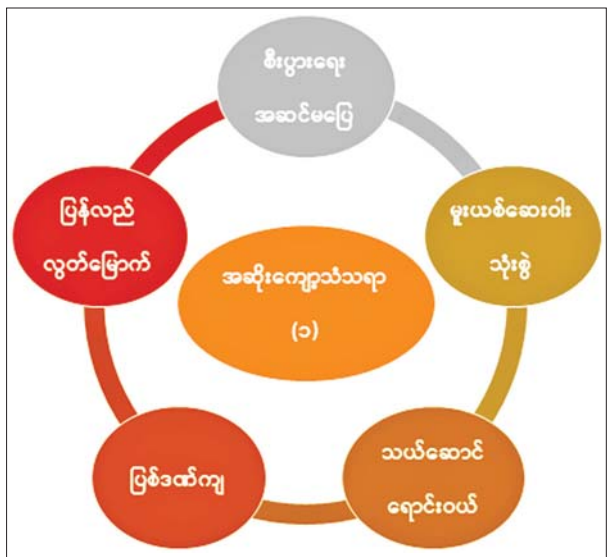 စီးပွားရေး
အဆင်မပြေ
မူးယစ်ဆေးဝါး
သုံးစွဲ
သယ်ဆောင်
ရောင်းဝယ်
ပြစ်ဒဏ်ကျ
ပြန်လည်
လွတ်မြောက်
အဆိုးကျော့သံသရာ
(၁)